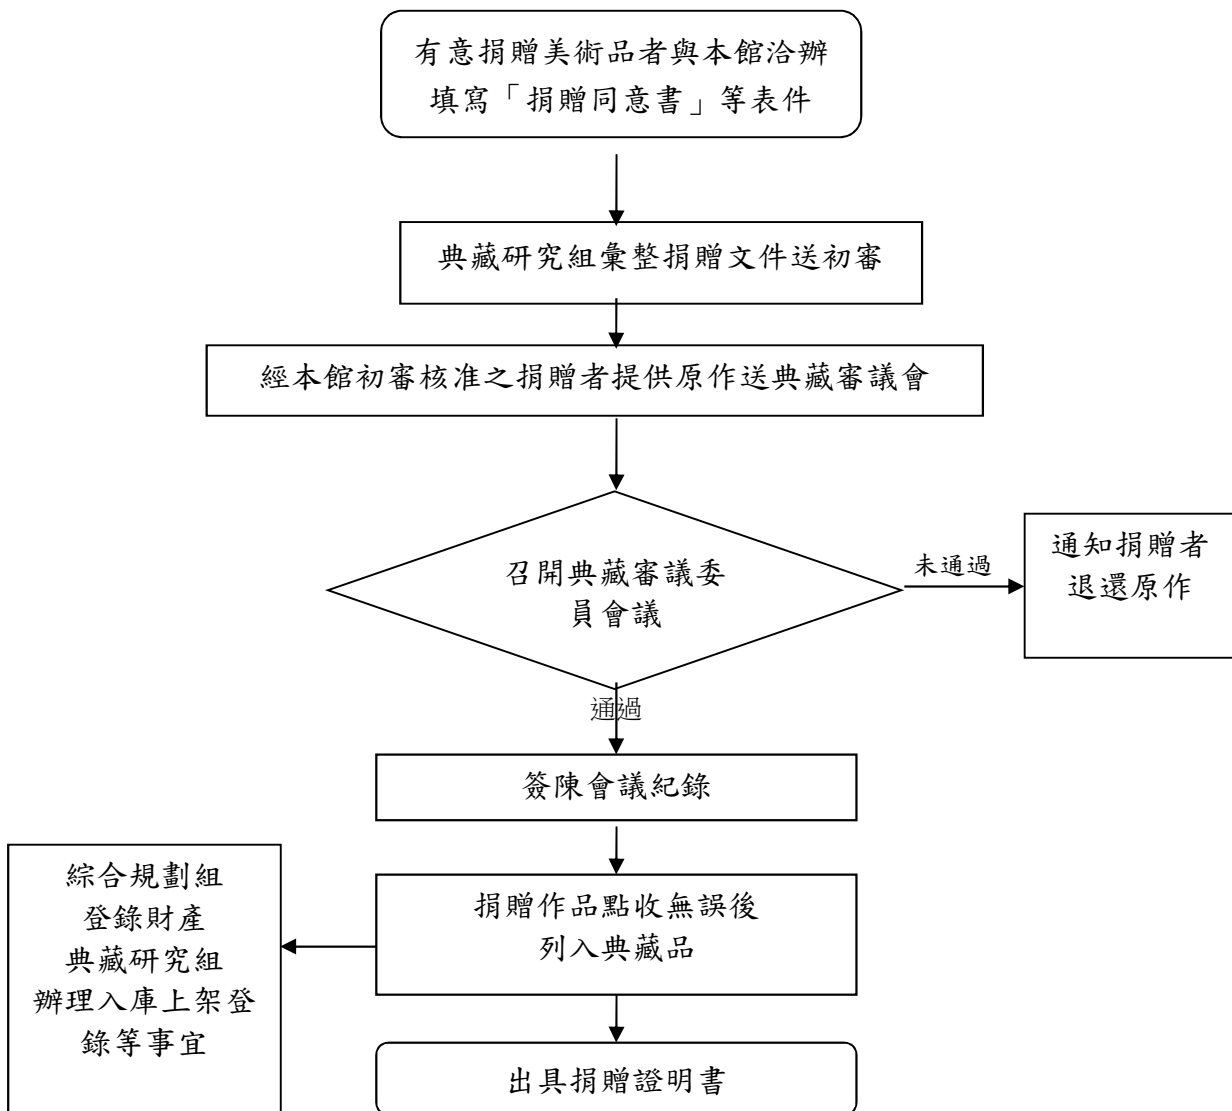 有意捐贈美術品者與本館洽辦
填寫「捐贈同意書」等表件
典藏研究組彙整捐贈文件送初審
經本館初審核准之捐贈者提供原作送典藏審議會
召開典藏審議委
員會議
未通過
通知捐贈者
退還原作
通過
簽陳會議紀錄
捐贈作品點收無誤後
列入典藏品
綜合規劃組
登錄財產
典藏研究組
辦理入庫上架登
錄等事宜
出具捐贈證明書